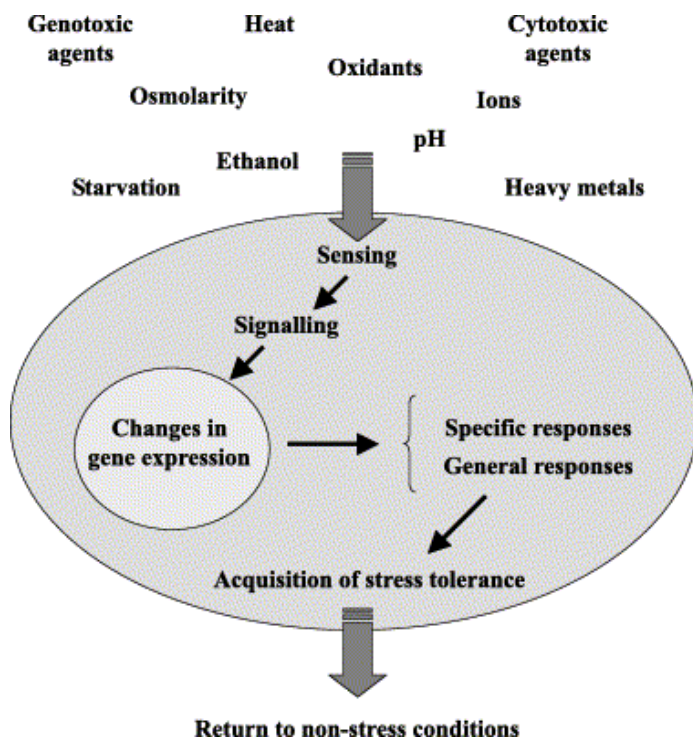 Genotoxic
agents
Heat
Cytotoxic
agents
Oxidants
Osmolarity
Ions
pH
Ethanol
Starvation
Heavy metals
Sensing
Signalling
Changes in
gene expression
Specific responses
General responses
Acquisition of stress tolerance
Return to non-stress conditions